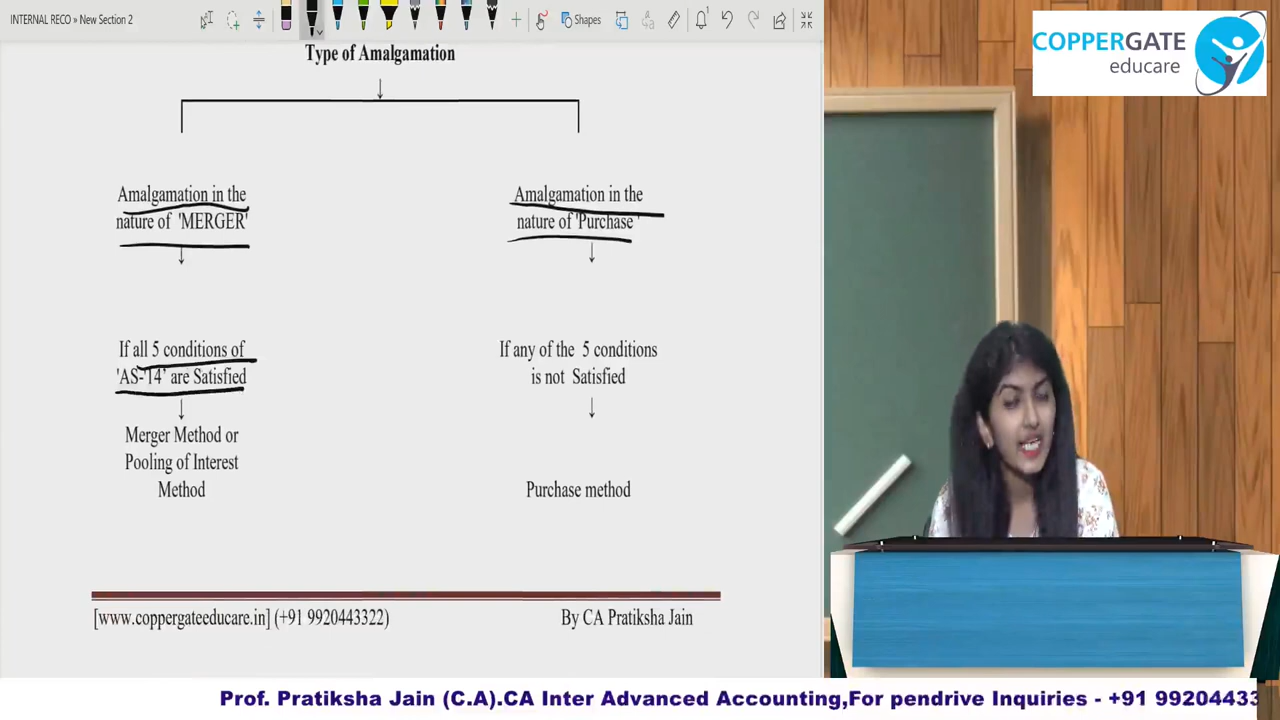 INTERNAL RECO » New Section 2
Shapes
COPPERGATE
educare
Type of Amalgamation
Amalgamation in the
nature of 'MERGER'
Amalgamation in the
nature of 'Purchase'
If all 5 conditions of
'AS-14' are Satisfied
If any of the 5 conditions
is not Satisfied
Merger Method or
Pooling of Interest
Method
Purchase method
[www.coppergateeducare.in] (+91 9920443322)
By CA Pratiksha Jain
Prof. Pratiksha Jain (C.A).CA Inter Advanced Accounting,For pendrive Inquiries - +91 99204433